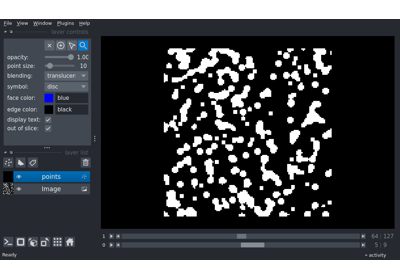 File View Window Plugins Help
layer controls
opacity: 1.00
point size: 10
blending: translucen
symbol: disc
face color: blue
edge color: black
display text:
out of slice:
layer list
points
Image
1 64 127
0 5 9
Ready activity